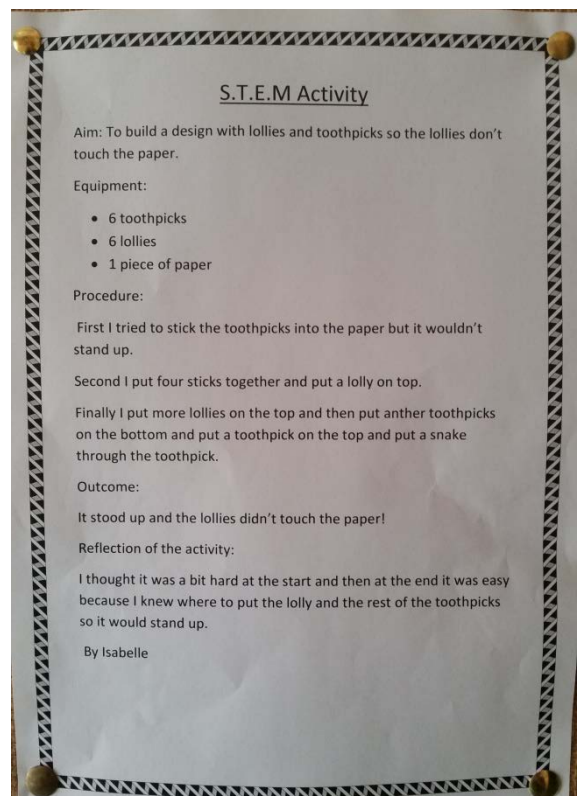 S.T.E.M Activity
Aim: To build a design with lollies and toothpicks so the lollies don't
touch the paper.
Equipment:
• 6 toothpicks
• 6 lollies
• 1 piece of paper
Procedure:
First I tried to stick the toothpicks into the paper but it wouldn't
stand up.
Second I put four sticks together and put a lolly on top.
Finally I put more lollies on the top and then put anther toothpicks
on the bottom and put a toothpick on the top and put a snake
through the toothpick.
Outcome:
It stood up and the lollies didn't touch the paper!
Reflection of the activity:
I thought it was a bit hard at the start and then at the end it was easy
because I knew where to put the lolly and the rest of the toothpicks
so it would stand up.
By Isabelle